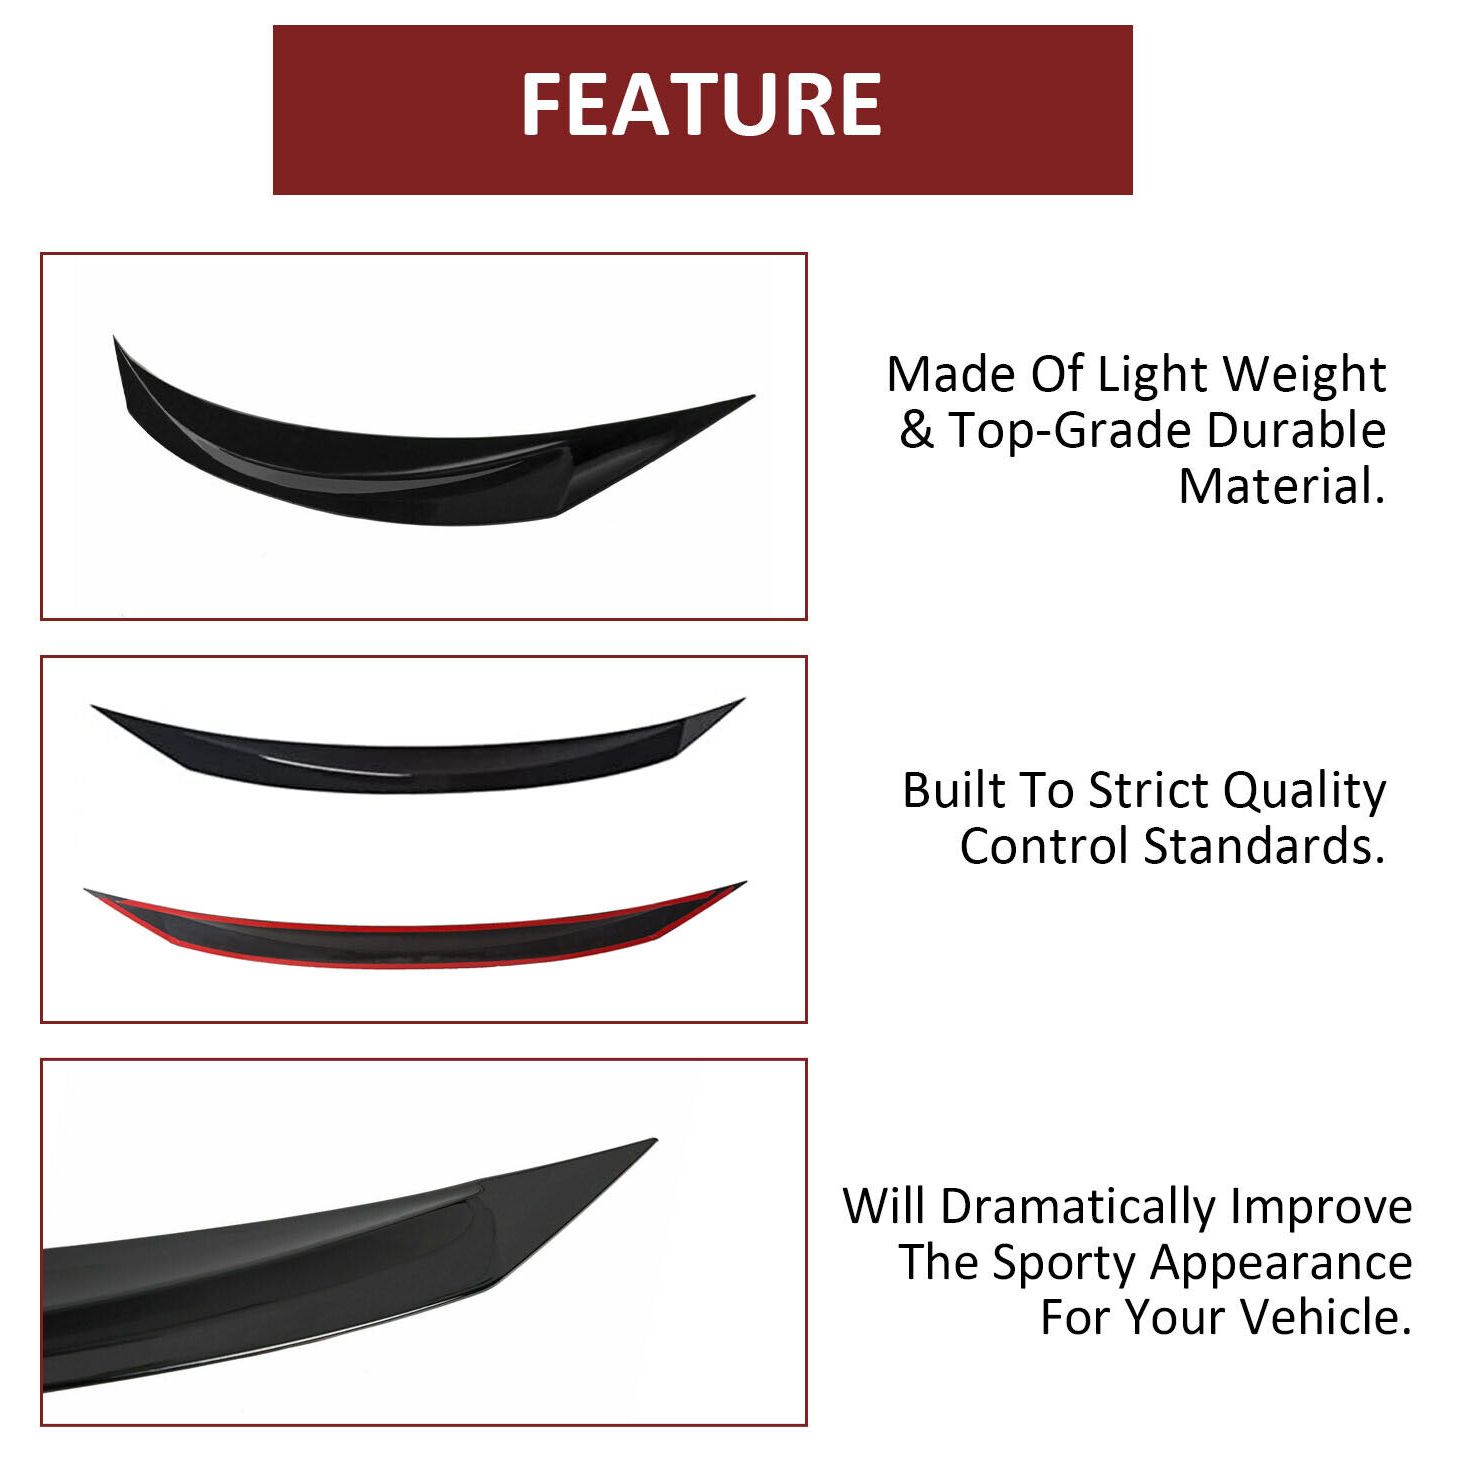 FEATURE
Made Of Light Weight
& Top-Grade Durable
Material.
Built To Strict Quality
Control Standards.
Will Dramatically Improve
The Sporty Appearance
For Your Vehicle.